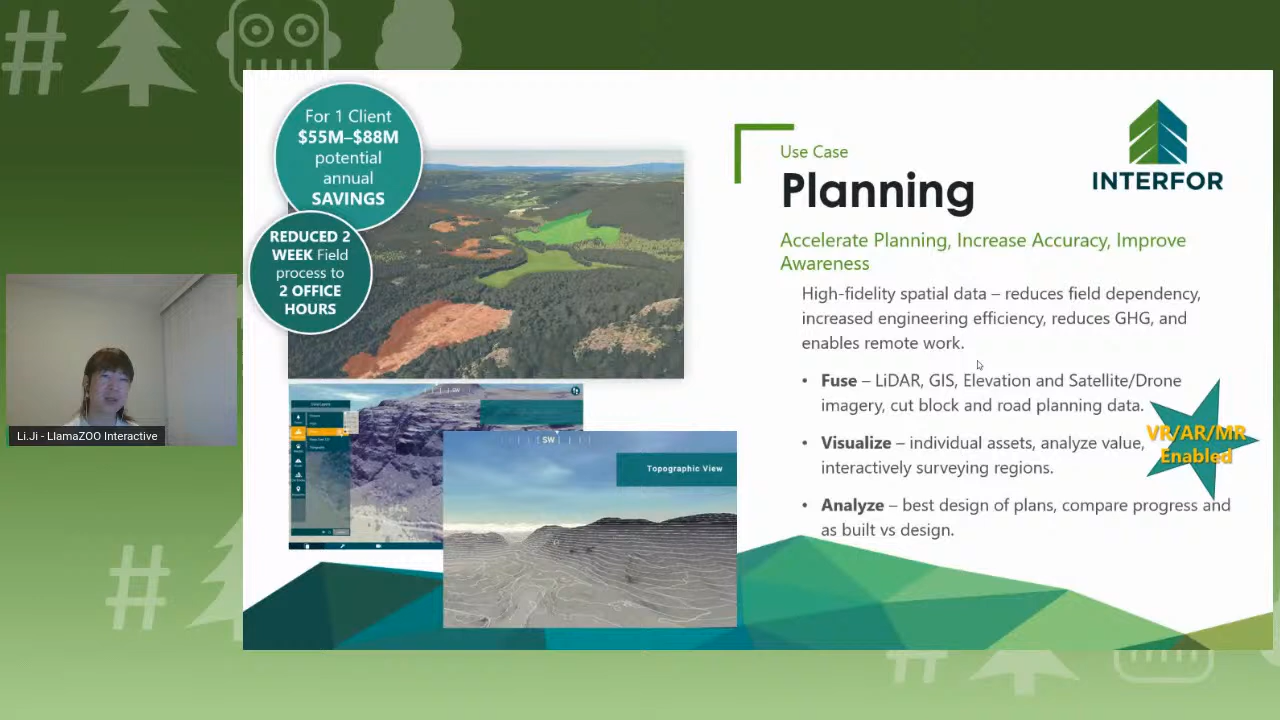 For 1 Client
$55M–$88M
potential
annual
SAVINGS
REDUCED 2
WEEK Field
process to
2 OFFICE
HOURS
Use Case
Planning
INTERFOR
Accelerate Planning, Increase Accuracy, Improve
Awareness
High-fidelity spatial data – reduces field dependency,
increased engineering efficiency, reduces GHG, and
enables remote work.
• Fuse – LiDAR, GIS, Elevation and Satellite/Drone
imagery, cut block and road planning data.
• Visualize – individual assets, analyze value,
interactively surveying regions.
• Analyze – best design of plans, compare progress and
as built vs design.
VR/AR/MR
Enabled
SW
SW
Topographic View
Li.Ji - LlamaZOO Interactive
#
#
#